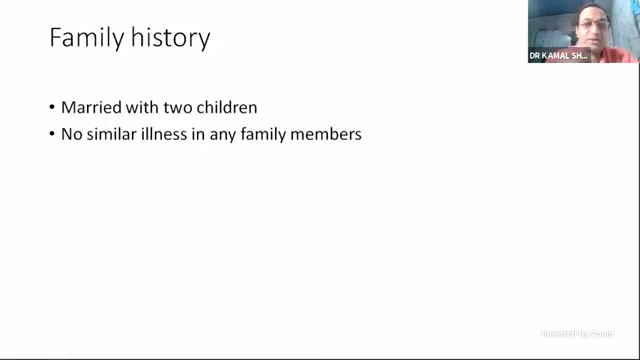 Family history
DR KAMAL SH...
• Married with two children
• No similar illness in any family members
Powered by Zoom